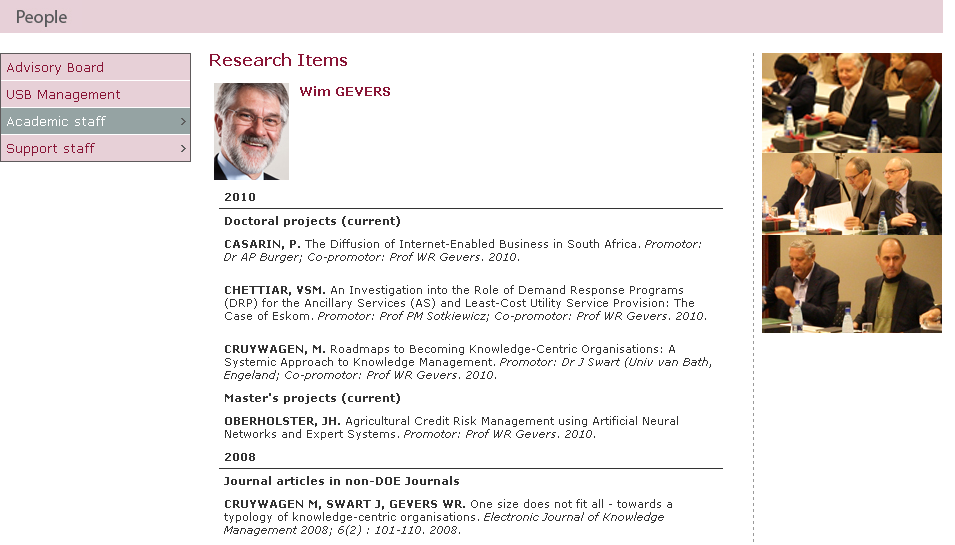 People
Advisory Board
USB Management
Academic staff
Support staff
Research Items
Wim GEVERS
2010
Doctoral projects (current)
CASARIN, P. The Diffusion of Internet-Enabled Business in South Africa. Promotor:
Dr AP Burger; Co-promotor: Prof WR Gevers. 2010.
CHETTIAR, VSM. An Investigation into the Role of Demand Response Programs
(DRP) for the Ancillary Services (AS) and Least-Cost Utility Service Provision: The
Case of Eskom. Promotor: Prof PM Sotkiewicz; Co-promotor: Prof WR Gevers. 2010.
CRUYWAGEN, M. Roadmaps to Becoming Knowledge-Centric Organisations: A
Systemic Approach to Knowledge Management. Promotor: Dr J Swart (Univ van Bath,
Engeland; Co-promotor: Prof WR Gevers. 2010.
Master's projects (current)
OBERHOLSTER, JH. Agricultural Credit Risk Management using Artificial Neural
Networks and Expert Systems. Promotor: Prof WR Gevers. 2010.
2008
Journal articles in non-DOE Journals
CRUYWAGEN M, SWART J, GEVERS WR. One size does not fit all - towards a
typology of knowledge-centric organisations. Electronic Journal of Knowledge
Management 2008; 6(2) : 101-110. 2008.